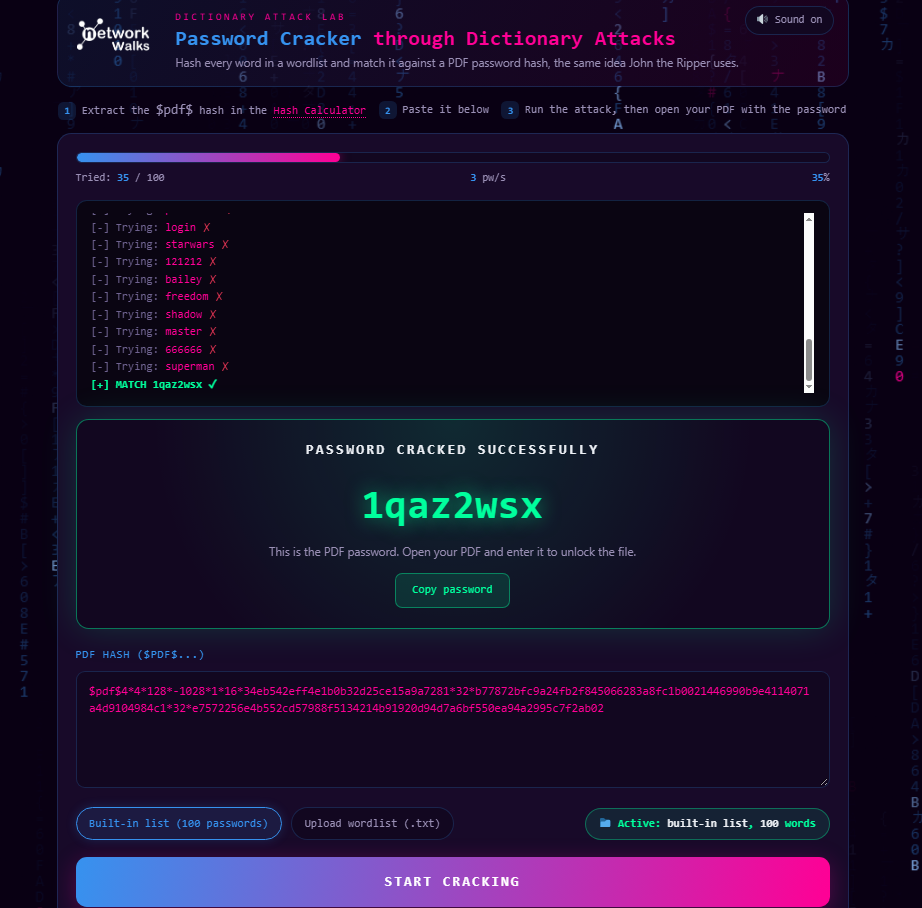 network
Walks
DICTIONARY ATTACK LAB
Password Cracker through Dictionary Attacks
Hash every word in a wordlist and match it against a PDF password hash, the same idea John the Ripper uses.
Sound on
1 Extract the $pdf$ hash in the Hash Calculator 2 Paste it below 3 Run the attack, then open your PDF with the password
Tried: 35 / 100 3 pw/s 35%
[-] Trying: login ✗
[-] Trying: starwars ✗
[-] Trying: 121212 ✗
[-] Trying: bailey ✗
[-] Trying: freedom ✗
[-] Trying: shadow ✗
[-] Trying: master ✗
[-] Trying: 666666 ✗
[-] Trying: superman ✗
[+] MATCH 1qaz2wsx ✓
PASSWORD CRACKED SUCCESSFULLY
1qaz2wsx
This is the PDF password. Open your PDF and enter it to unlock the file.
Copy password
PDF HASH ($PDF$...)
$pdf$4*4*128*-1028*1*16*34eb542eff4e1b0b32d25ce15a9a7281*32*b77872bfc9a24fb2f845066283a8fc1b0021446990b9e4114071
a4d9104984c1*32*e7572256e4b552cd57988f5134214b91920d94d7a6bf550ea94a2995c7f2ab02
Built-in list (100 passwords) Upload wordlist (.txt) Active: built-in list, 100 words
START CRACKING